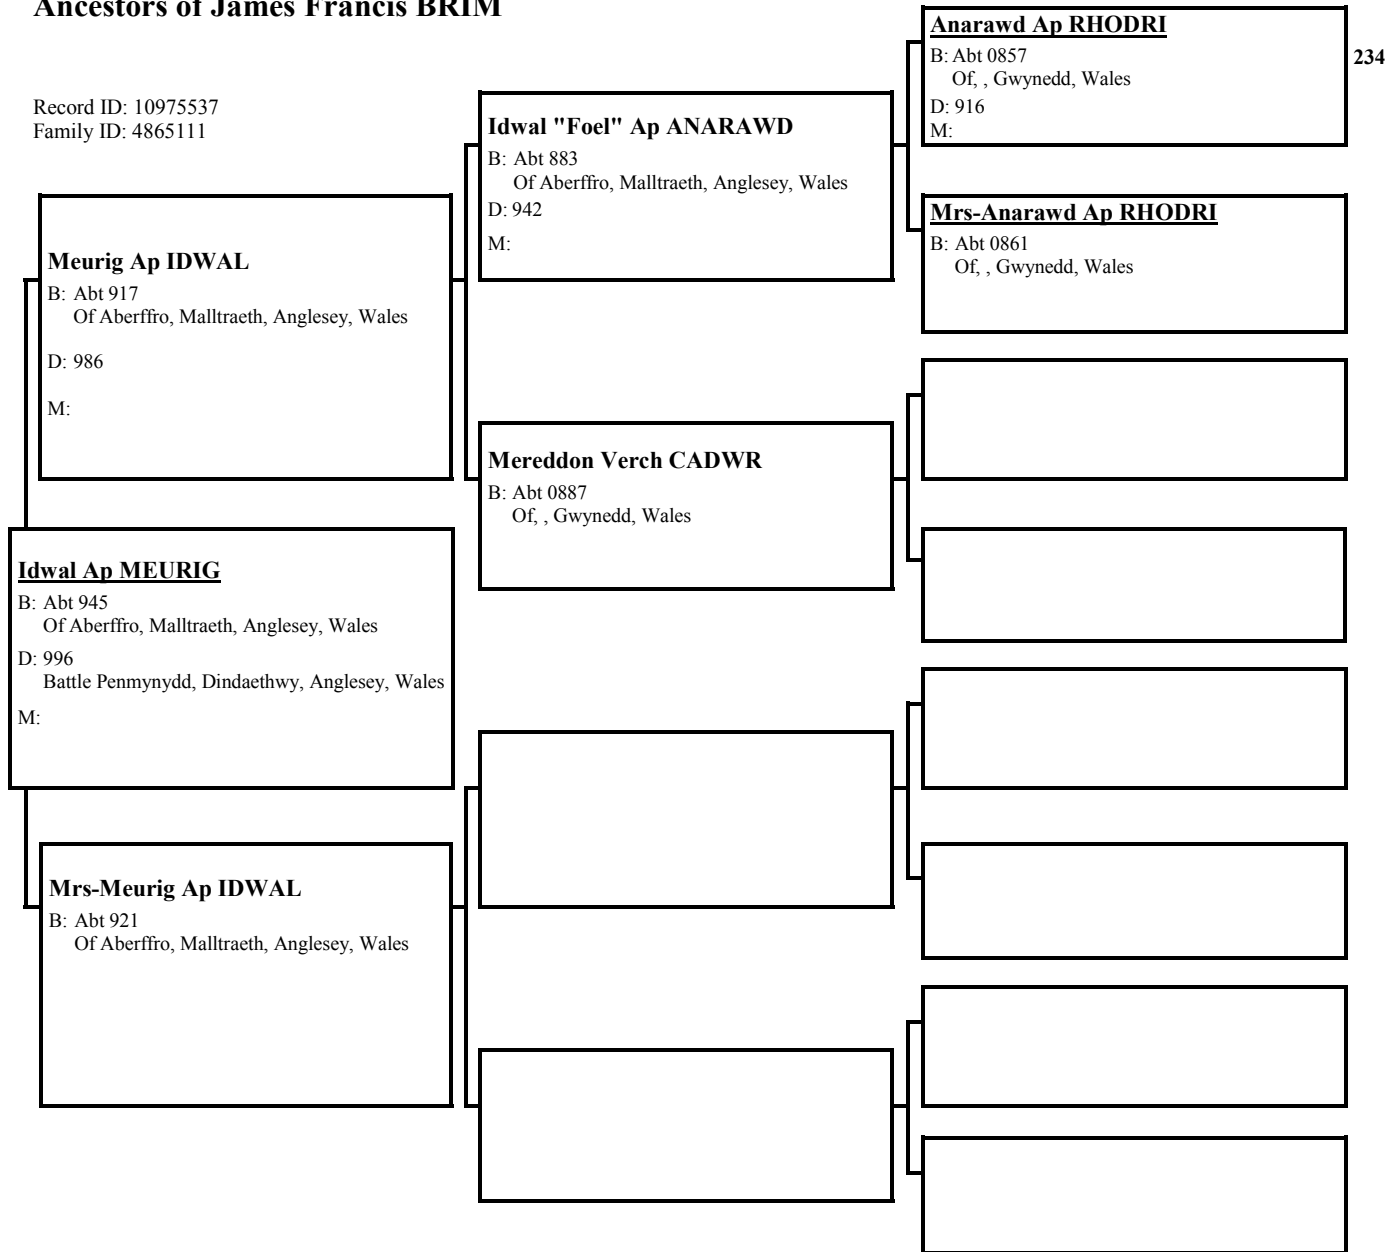 Ancestors of James Francis BRIM
Record ID: 10975537
Family ID: 4865111
Anarawd Ap RHODRI
B: Abt 0857
Of, , Gwynedd, Wales
D: 916
M:
234
Idwal "Foel" Ap ANARAWD
B: Abt 883
Of Aberffro, Malltraeth, Anglesey, Wales
D: 942
M:
Mrs-Anarawd Ap RHODRI
B: Abt 0861
Of, , Gwynedd, Wales
Meurig Ap IDWAL
B: Abt 917
Of Aberffro, Malltraeth, Anglesey, Wales
D: 986
M:
Mereddon Verch CADWR
B: Abt 0887
Of, , Gwynedd, Wales
Idwal Ap MEURIG
B: Abt 945
Of Aberffro, Malltraeth, Anglesey, Wales
D: 996
Battle Penmynydd, Dindaethwy, Anglesey, Wales
M:
Mrs-Meurig Ap IDWAL
B: Abt 921
Of Aberffro, Malltraeth, Anglesey, Wales